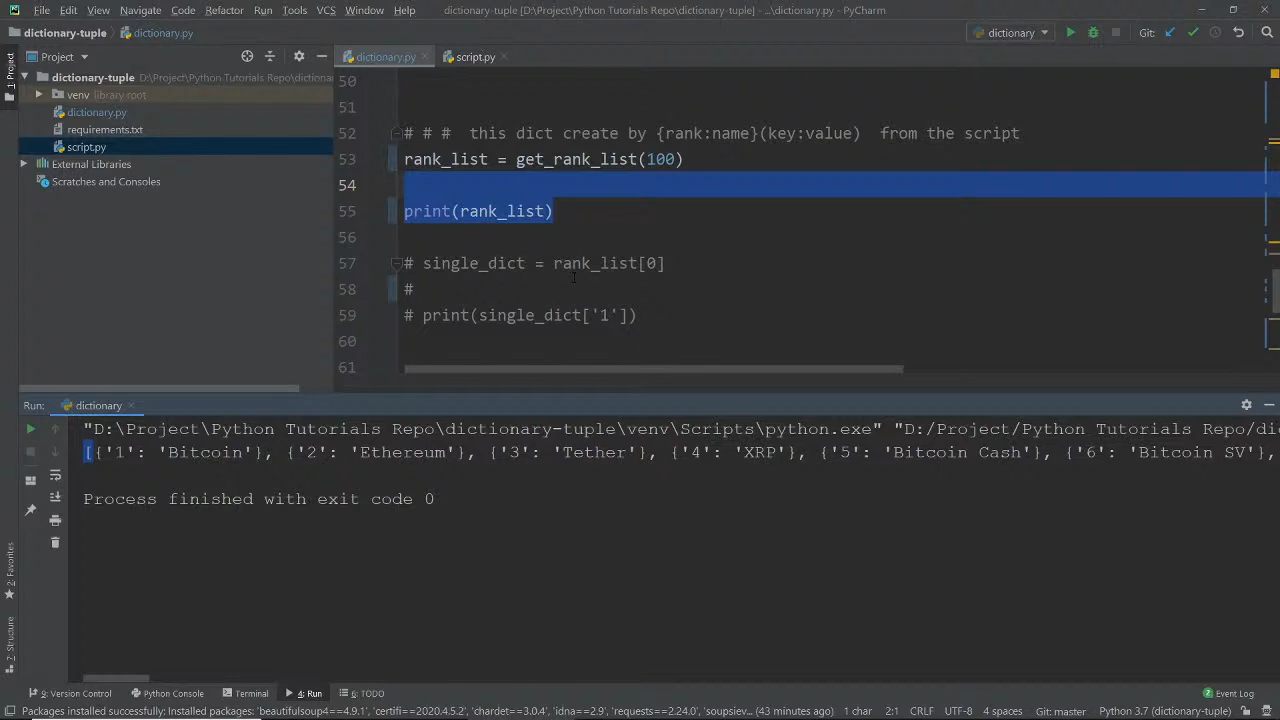 File Edit View Navigate Code Refactor Run Tools VCS Window Help dictionary-tuple [D:\Project\Python Tutorials Repo\dictionary-tuple] - ...\dictionary.py - PyCharm
dictionary-tuple dictionary.py dictionary Git:
1: Project
Project dictionary.py script.py
dictionary-tuple D:\Project\Python Tutorials Repo\dictionar
venv library root
dictionary.py
requirements.txt
script.py
External Libraries
Scratches and Consoles
50
51
52 # # # this dict create by {rank:name}(key:value) from the script
53 rank_list = get_rank_list(100)
54
55 print(rank_list)
56
57 # single_dict = rank_list[0]
58 #
59 # print(single_dict['1'])
60
61
Run: dictionary
"D:\Project\Python Tutorials Repo\dictionary-tuple\venv\Scripts\python.exe" "D:/Project/Python Tutorials Repo/dic
[{'1': 'Bitcoin'}, {'2': 'Ethereum'}, {'3': 'Tether'}, {'4': 'XRP'}, {'5': 'Bitcoin Cash'}, {'6': 'Bitcoin SV'},
Process finished with exit code 0
2: Favorites
7: Structure
9: Version Control Python Console Terminal 4: Run 6: TODO Event Log
Packages installed successfully: Installed packages: 'beautifulsoup4==4.9.1', 'certifi==2020.4.5.2', 'chardet==3.0.4', 'idna==2.9', 'requests==2.24.0', 'soupsiev... (43 minutes ago) 1 char 2:1 CRLF UTF-8 4 spaces Git: master Python 3.7 (dictionary-tuple)